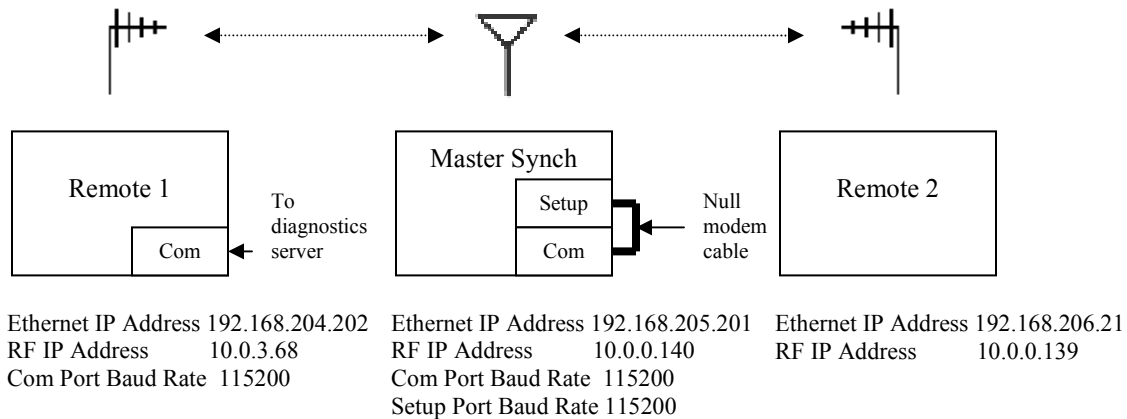 Remote 1
Com
To
diagnostics
server
Master Synch
Setup
Com
Null
modem
cable
Remote 2
Ethernet IP Address 192.168.204.202
RF IP Address 10.0.3.68
Com Port Baud Rate 115200
Ethernet IP Address 192.168.205.201
RF IP Address 10.0.0.140
Com Port Baud Rate 115200
Setup Port Baud Rate 115200
Ethernet IP Address 192.168.206.21
RF IP Address 10.0.0.139